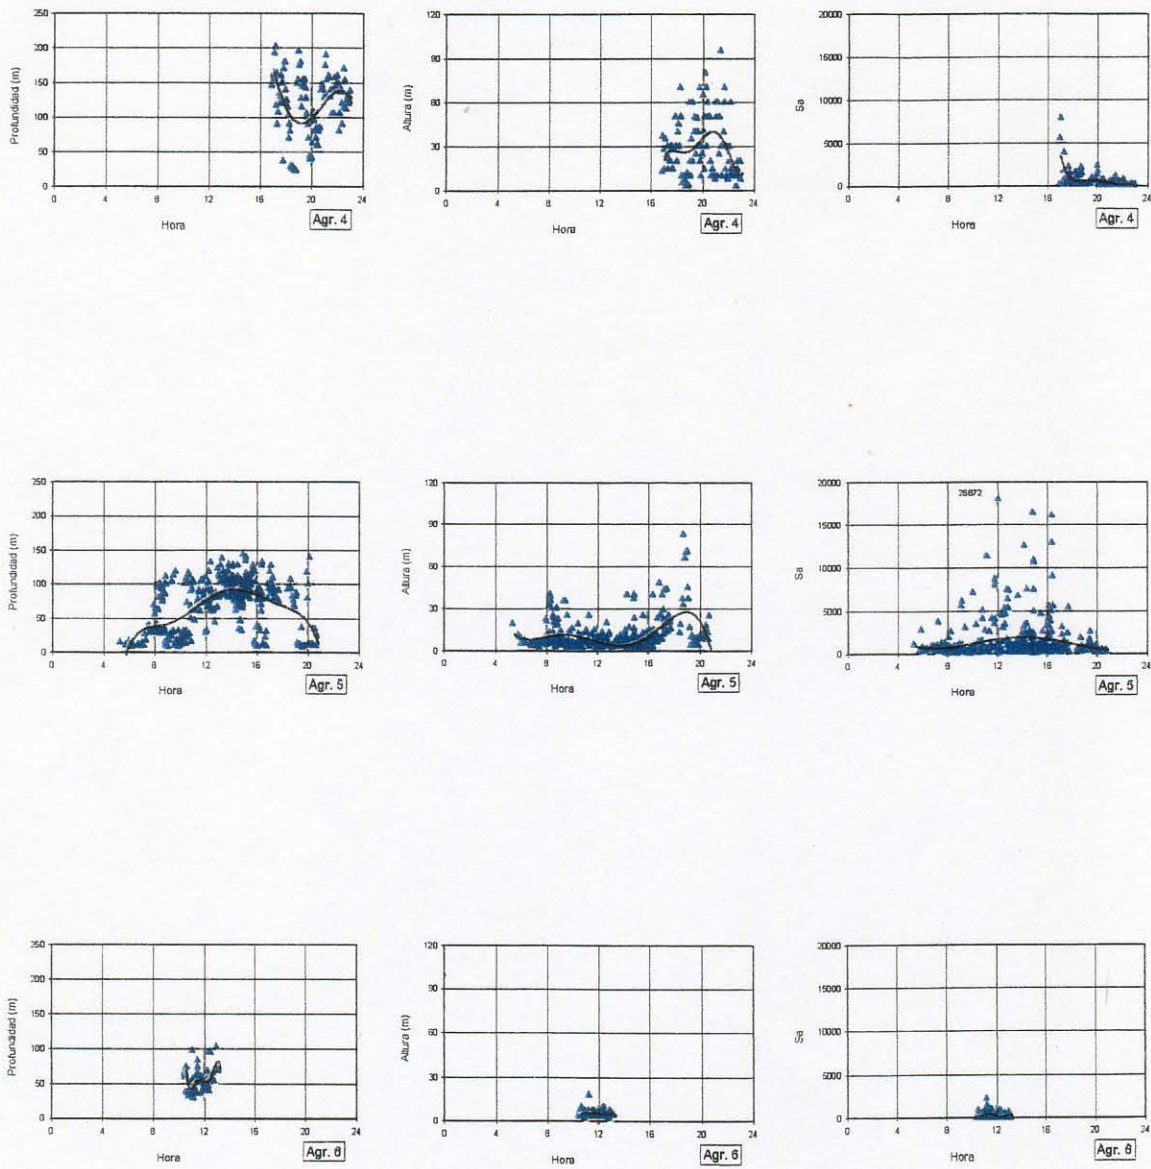 Profundidad (m)
250
200
150
100
50
0
0 4 8 12 16 20 24
Hora
Agr. 4
Altura (m)
120
90
60
30
0
0 4 8 12 16 20 24
Hora
Agr. 4
Sa
20000
15000
10000
5000
0
0 4 8 12 16 20 24
Hora
Agr. 4
Profundidad (m)
250
200
150
100
50
0
0 4 8 12 16 20 24
Hora
Agr. 5
Altura (m)
120
90
60
30
0
0 4 8 12 16 20 24
Hora
Agr. 5
Sa
20000
15000
10000
5000
0
26872
0 4 8 12 16 20 24
Hora
Agr. 5
Profundidad (m)
250
200
150
100
50
0
0 4 8 12 16 20 24
Hora
Agr. 6
Altura (m)
120
90
60
30
0
0 4 8 12 16 20 24
Hora
Agr. 6
Sa
20000
15000
10000
5000
0
0 4 8 12 16 20 24
Hora
Agr. 6